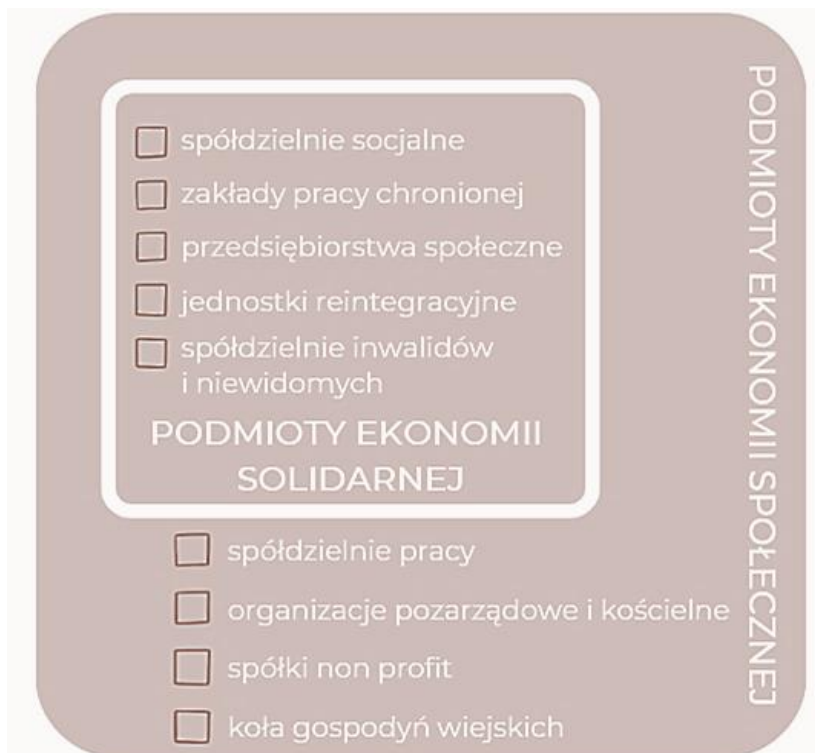 spółdzielnie socjalne
zakłady pracy chronionej
przedsiębiorstwa społeczne
jednostki reintegracyjne
spółdzielnie inwalidów
i niewidomych
PODMIOTY EKONOMII
SOLIDARNEJ
spółdzielnie pracy
organizacje pozarządowe i kościelne
spółki non profit
koła gospodyń wiejskich
PODMIOTY EKONOMII SPOŁECZNEJ